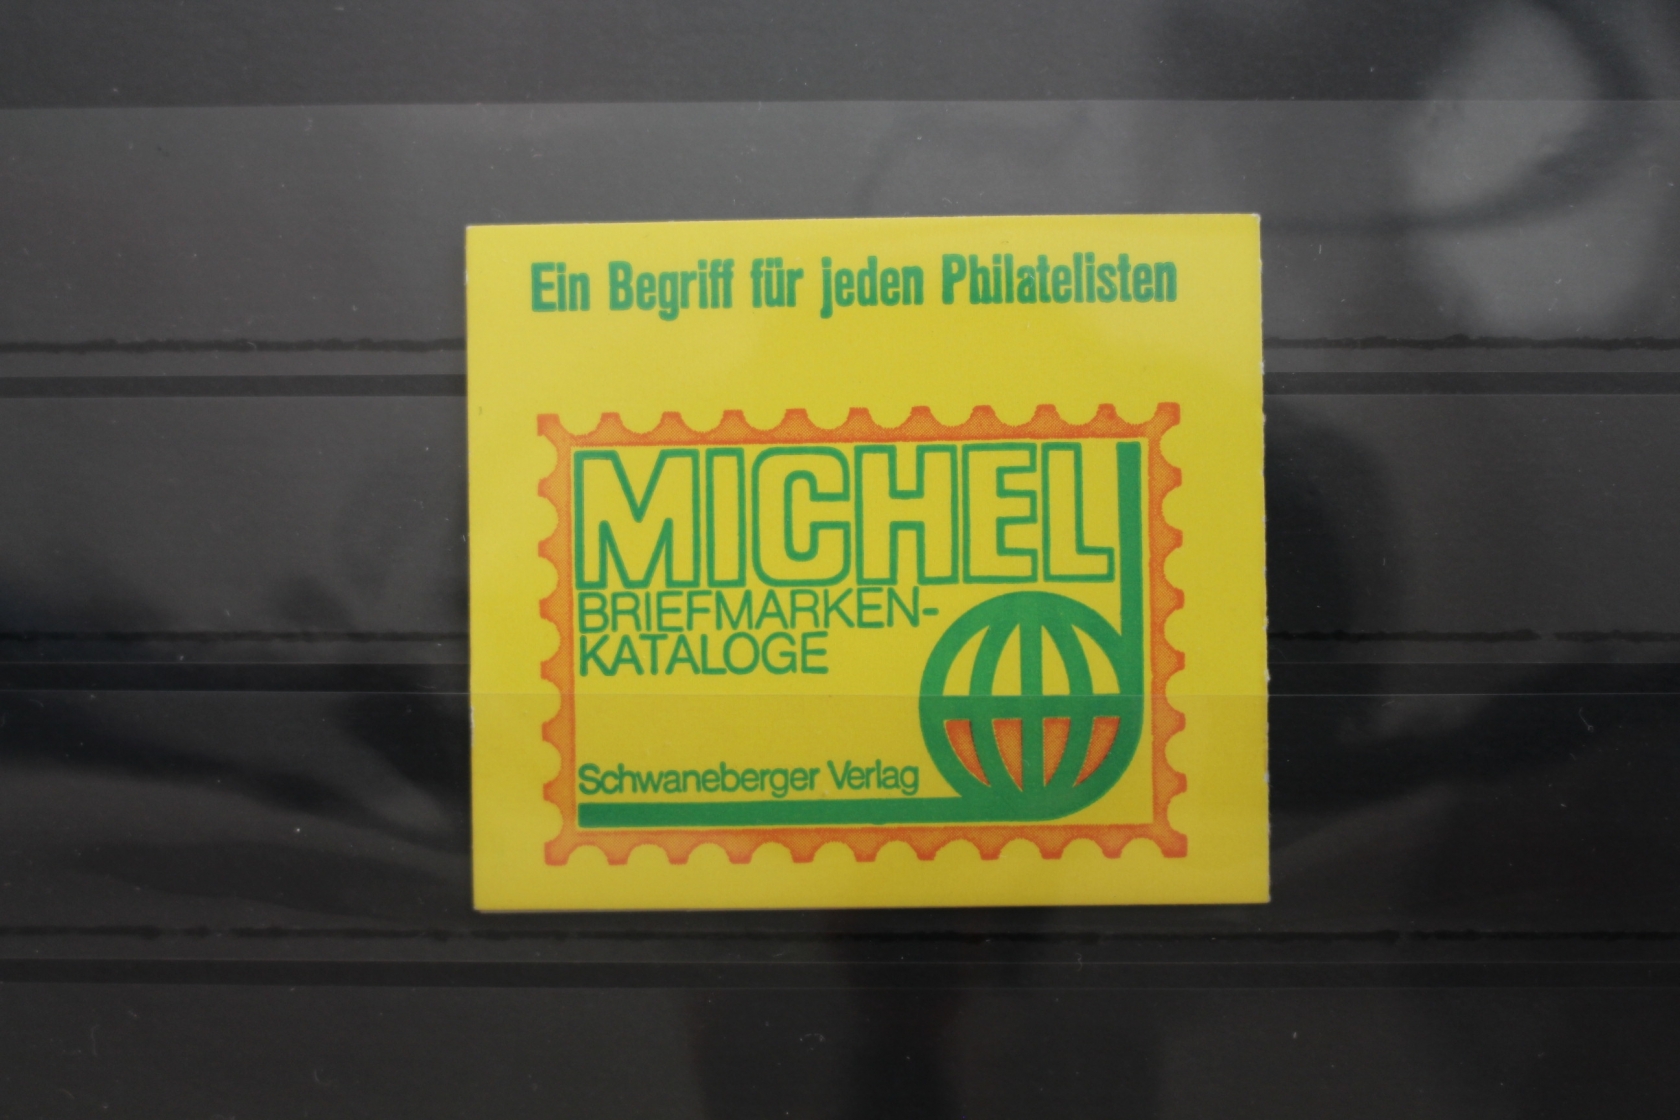 Ein Begriff für jeden Philatelisten
MICHEL
BRIEFMARKEN-
KATALOGE
Schwaneberger Verlag